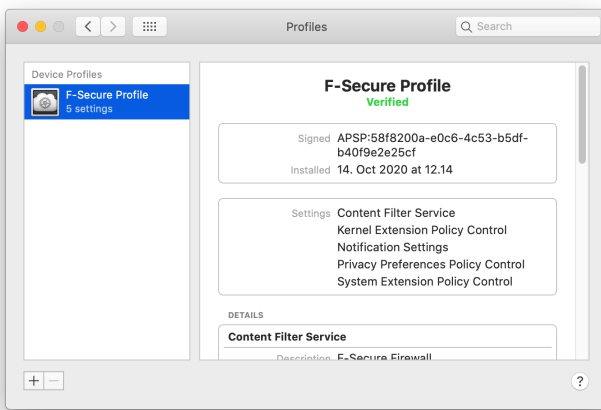 Profiles
Search
Device Profiles
F-Secure Profile
5 settings
F-Secure Profile
Verified
Signed APSP:58f8200a-e0c6-4c53-b5df-
b40f9e2e25cf
Installed 14. Oct 2020 at 12.14
Settings Content Filter Service
Kernel Extension Policy Control
Notification Settings
Privacy Preferences Policy Control
System Extension Policy Control
DETAILS
Content Filter Service
Description F-Secure Firewall
?